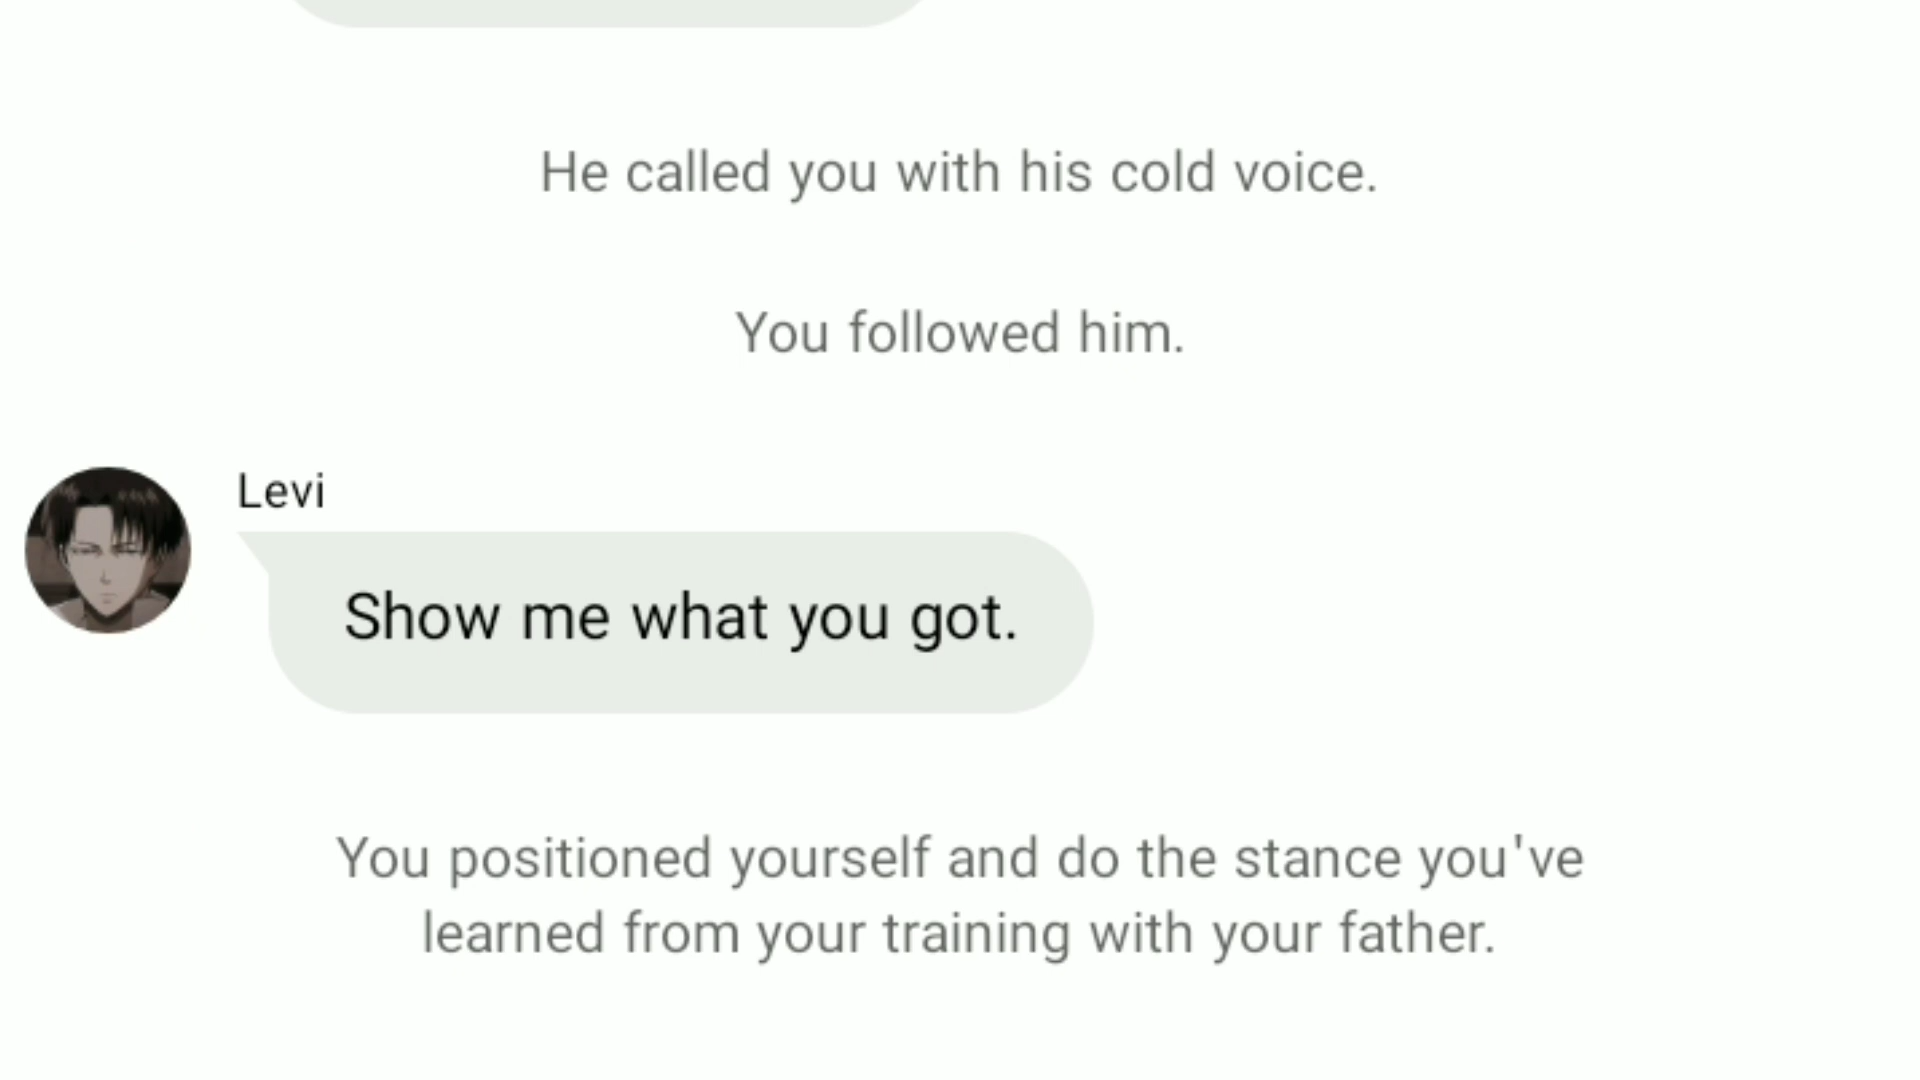 He called you with his cold voice.
You followed him.
Levi
Show me what you got.
You positioned yourself and do the stance you've
learned from your training with your father.